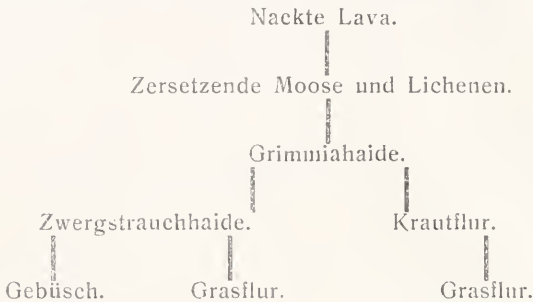 Nackte Lava.
Zersetzende Moose und Lichenen.
Grimmiahaide.
Zwergstrauchhaide. Krautflur.
Gebüsch. Grasflur. Grasflur.